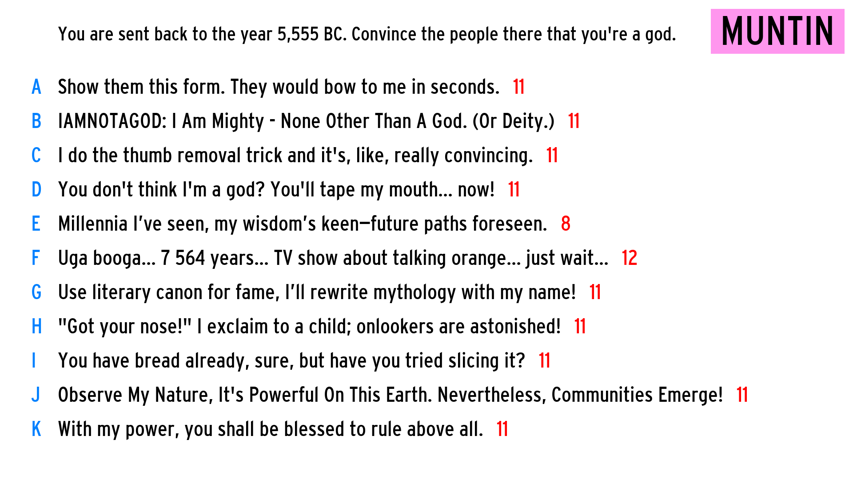 You are sent back to the year 5,555 BC. Convince the people there that you're a god.
MUNTIN
A Show them this form. They would bow to me in seconds. 11
B IAMNOTAGOD: I Am Mighty - None Other Than A God. (Or Deity.) 11
C I do the thumb removal trick and it's, like, really convincing. 11
D You don't think I'm a god? You'll tape my mouth... now! 11
E Millennia I’ve seen, my wisdom’s keen—future paths foreseen. 8
F Uga booga... 7 564 years... TV show about talking orange... just wait... 12
G Use literary canon for fame, I’ll rewrite mythology with my name! 11
H "Got your nose!" I exclaim to a child; onlookers are astonished! 11
I You have bread already, sure, but have you tried slicing it? 11
J Observe My Nature, It's Powerful On This Earth. Nevertheless, Communities Emerge! 11
K With my power, you shall be blessed to rule above all. 11